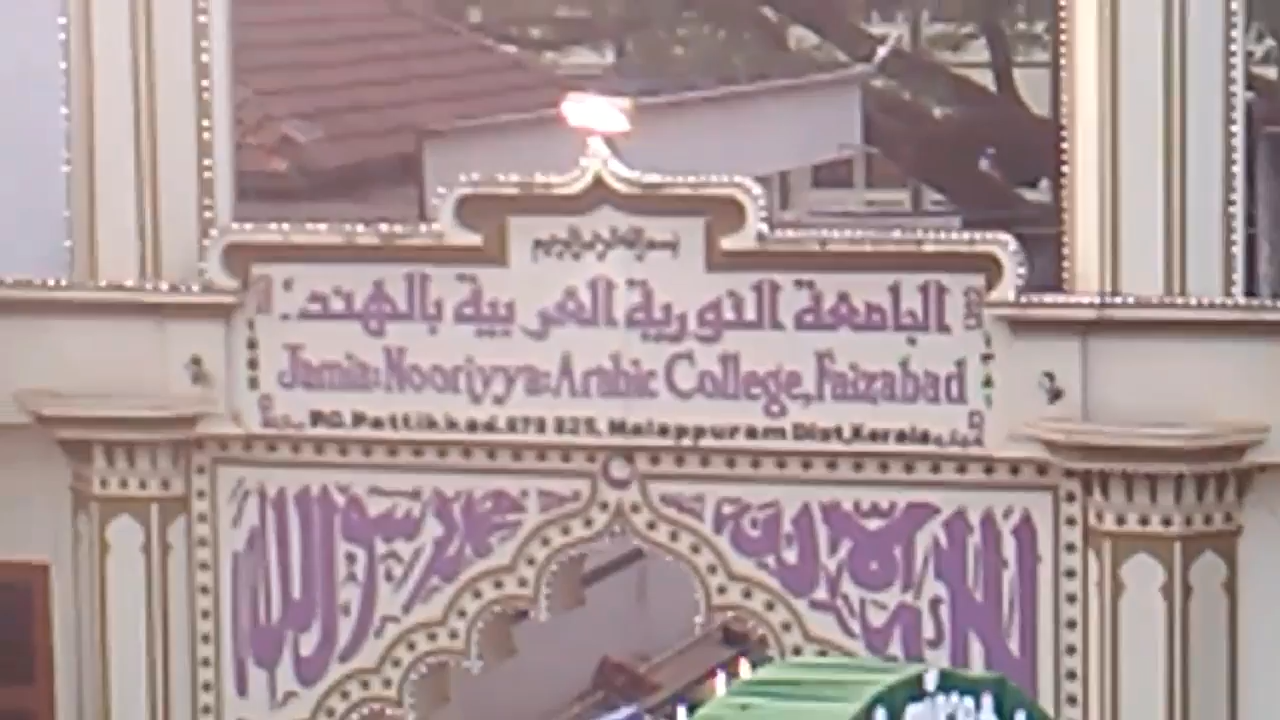 بسم الله الرحمن الرحيم
الجامعة النورية العربية بالهند
Jamia:Nooriyya:Arabic College,Faizabad
P.O.Pattikkad.679 325, Malappuram Dist,Kerala
لا إله إلا الله
محمد رسول الله